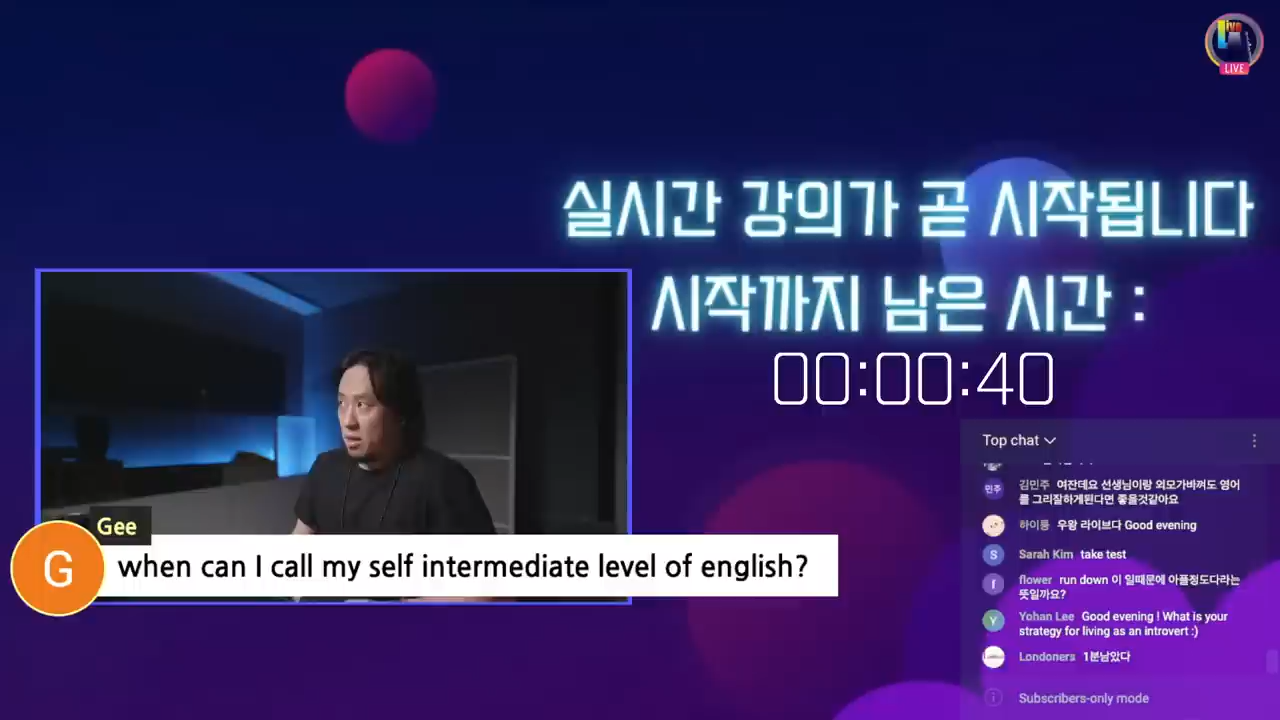 Live
LIVE
실시간 강의가 곧 시작됩니다
시작까지 남은 시간 :
00:00:40
Gee
G
when can I call my self intermediate level of english?
Top chat
민주 김민주 여잔데요 선생님이랑 외모가바껴도 영어
를 그리잘하게된다면 좋을것같아요
하이퉁 우왕 라이브다 Good evening
S Sarah Kim take test
f flower run down 이 일때문에 아플정도다라는
뜻일까요?
Y Yohan Lee Good evening ! What is your
strategy for living as an introvert :)
Londoners 1분남았다
Subscribers-only mode